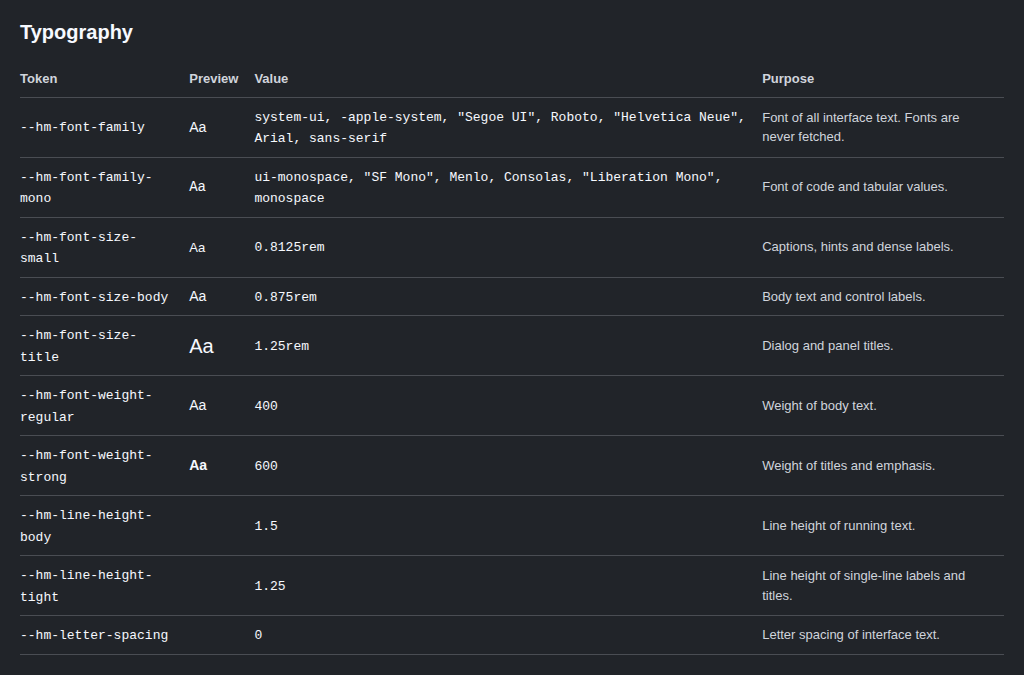 Typography
Token Preview Value Purpose
--hm-font-family Aa system-ui, -apple-system, "Segoe UI", Roboto, "Helvetica Neue", Arial, sans-serif Font of all interface text. Fonts are never fetched.
--hm-font-family-mono Aa ui-monospace, "SF Mono", Menlo, Consolas, "Liberation Mono", monospace Font of code and tabular values.
--hm-font-size-small Aa 0.8125rem Captions, hints and dense labels.
--hm-font-size-body Aa 0.875rem Body text and control labels.
--hm-font-size-title Aa 1.25rem Dialog and panel titles.
--hm-font-weight-regular Aa 400 Weight of body text.
--hm-font-weight-strong Aa 600 Weight of titles and emphasis.
--hm-line-height-body 1.5 Line height of running text.
--hm-line-height-tight 1.25 Line height of single-line labels and titles.
--hm-letter-spacing 0 Letter spacing of interface text.